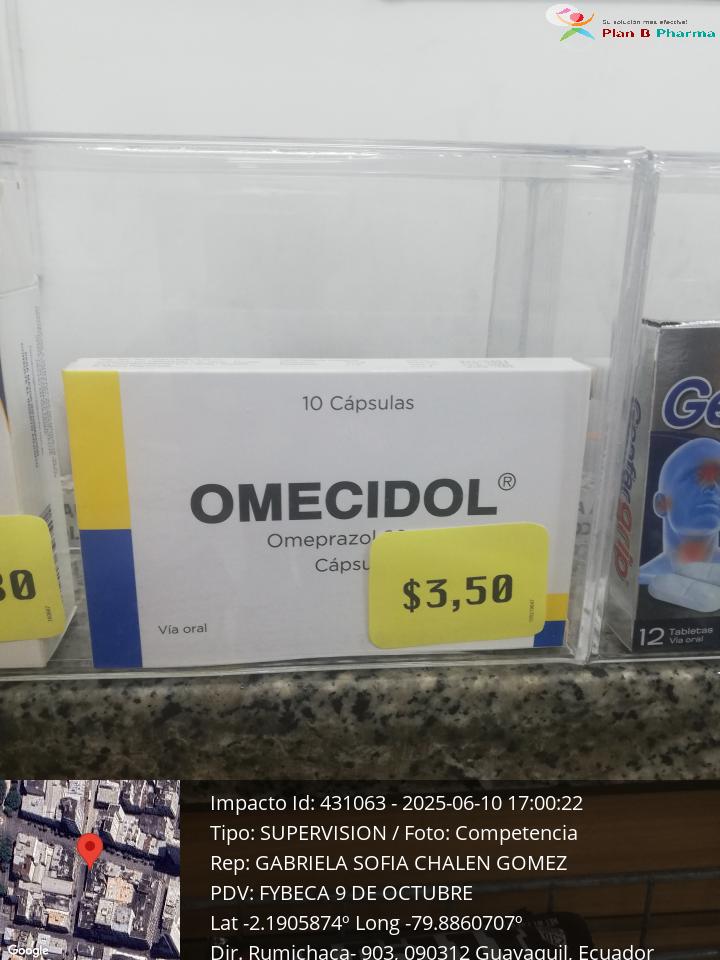 Su solución mas efectiva!
Plan B Pharma
10 Cápsulas
OMECIDOL®
Omeprazol
Vía oral
$3,50
30
Ge
12 Tabletas
Vía oral
Impacto Id: 431063 - 2025-06-10 17:00:22
Tipo: SUPERVISION / Foto: Competencia
Rep: GABRIELA SOFIA CHALEN GOMEZ
PDV: FYBECA 9 DE OCTUBRE
Lat -2.1905874º Long -79.8860707º
Dir. Rumichaca- 903, 090312 Guayaquil, Ecuador
Google